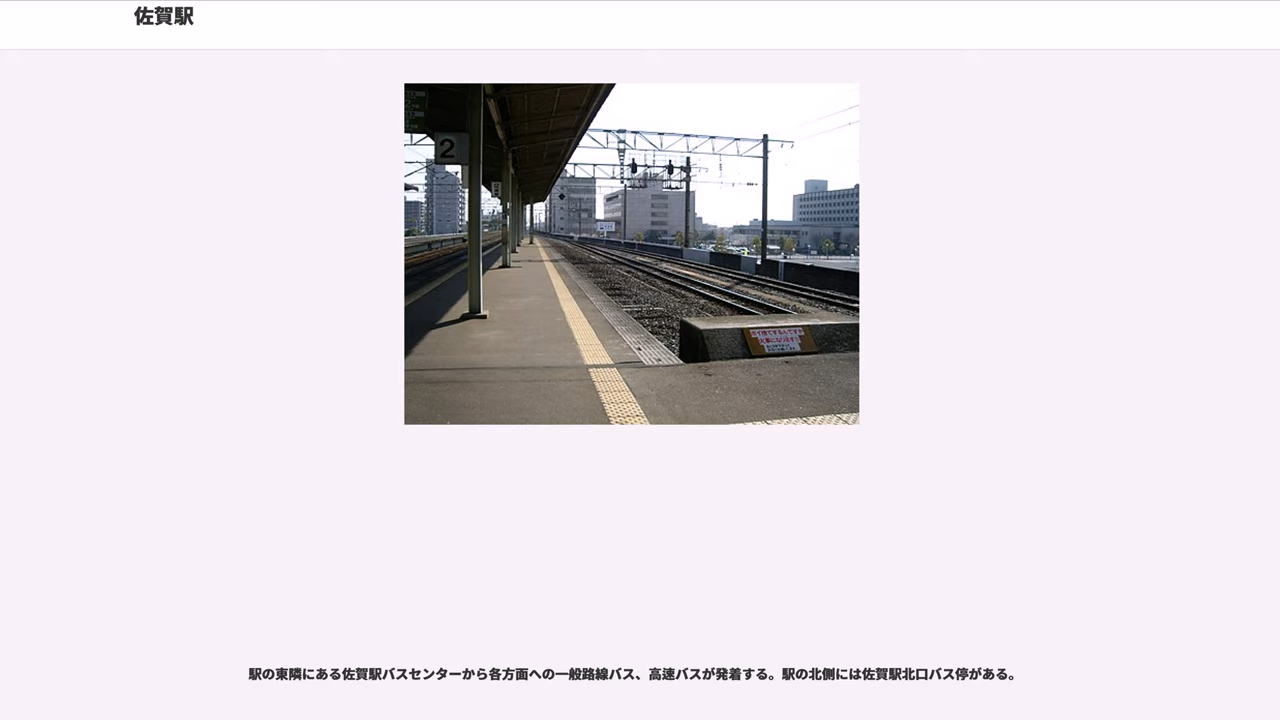 佐賀駅
2
駅の東隣にある佐賀駅バスセンターから各方面への一般路線バス、高速バスが発着する。駅の北側には佐賀駅北口バス停がある。